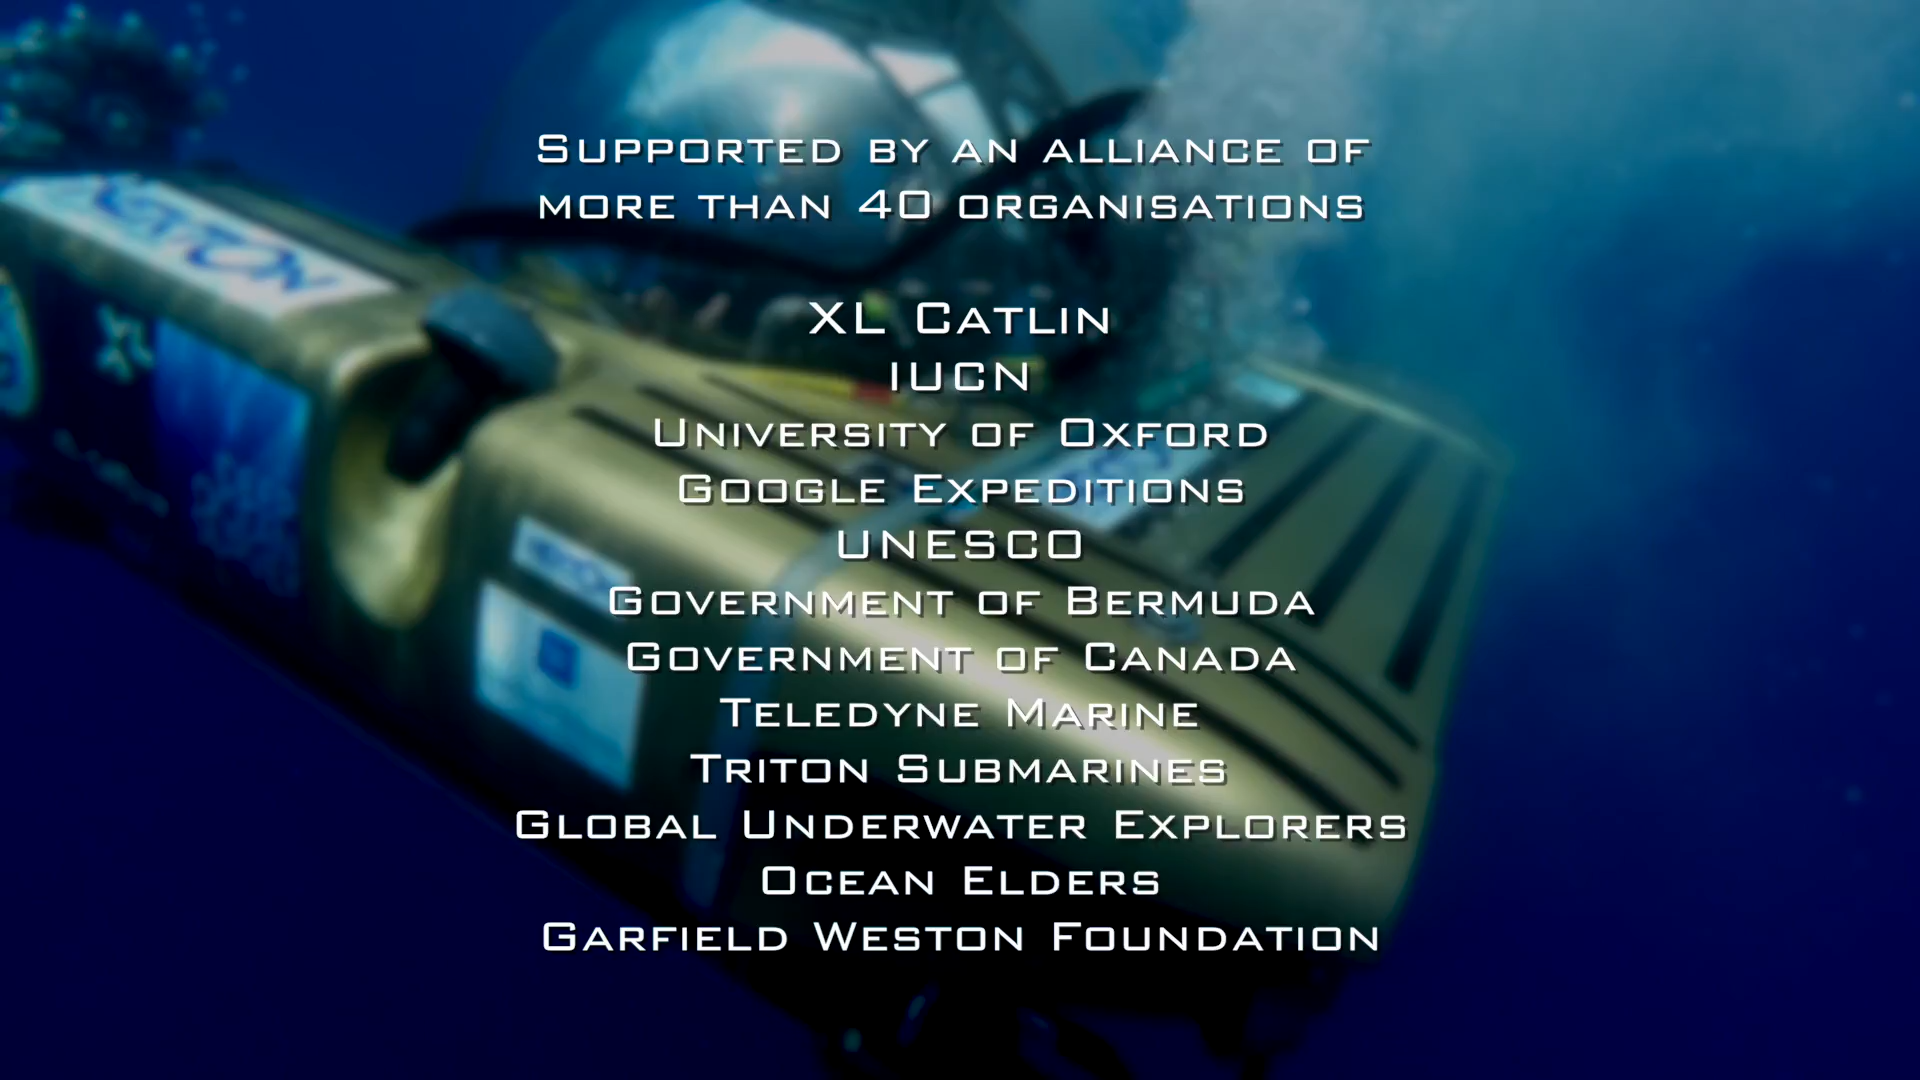 Supported by an alliance of
more than 40 organisations
XL Catlin
IUCN
University of Oxford
Google Expeditions
UNESCO
Government of Bermuda
Government of Canada
Teledyne Marine
Triton Submarines
Global Underwater Explorers
Ocean Elders
Garfield Weston Foundation
NEKTON